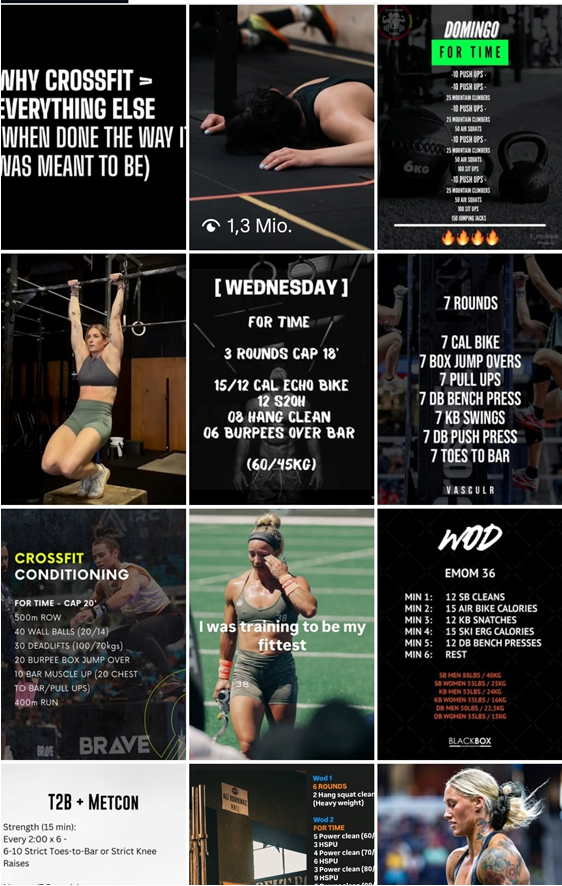 WHY CROSSFIT >
EVERYTHING ELSE
(WHEN DONE THE WAY IT
WAS MEANT TO BE)
1,3 Mio.
DOMINGO
FOR TIME
-10 PUSH UPS -
-10 PUSH UPS -
25 MOUNTAIN CLIMBERS
-10 PUSH UPS -
25 MOUNTAIN CLIMBERS
50 AIR SQUATS
-10 PUSH UPS -
25 MOUNTAIN CLIMBERS
50 AIR SQUATS
100 SIT UPS
-10 PUSH UPS -
25 MOUNTAIN CLIMBERS
50 AIR SQUATS
100 SIT UPS
150 JUMPING JACKS
6KG
[ WEDNESDAY ]
FOR TIME
3 ROUNDS CAP 18'
15/12 CAL ECHO BIKE
12 S2OH
08 HANG CLEAN
06 BURPEES OVER BAR
(60/45KG)
7 ROUNDS
7 CAL BIKE
7 BOX JUMP OVERS
7 PULL UPS
7 DB BENCH PRESS
7 KB SWINGS
7 DB PUSH PRESS
7 TOES TO BAR
VASCULR
CROSSFIT
CONDITIONING
FOR TIME - CAP 20'
500m ROW
40 WALL BALLS (20/14)
30 DEADLIFTS (100/70kgs)
20 BURPEE BOX JUMP OVER
10 BAR MUSCLE UP (20 CHEST
TO BAR/PULL UPS)
400m RUN
BRAVE
BRAVE
I was training to be my
fittest
38
WOD
EMOM 36
MIN 1: 12 SB CLEANS
MIN 2: 15 AIR BIKE CALORIES
MIN 3: 12 KB SNATCHES
MIN 4: 15 SKI ERG CALORIES
MIN 5: 12 DB BENCH PRESSES
MIN 6: REST
SB MEN 88LBS / 40KG
SB WOMEN 55LBS / 25KG
KB MEN 53LBS / 24KG
KB WOMEN 35LBS / 16KG
DB MEN 50LBS / 22,5KG
DB WOMEN 35LBS / 15KG
BLACKBOX
T2B + METCON
Strength (15 min):
Every 2:00 x 6 -
6-10 Strict Toes-to-Bar or Strict Knee
Raises
Wod 1
6 ROUNDS
2 Hang squat clean
(Heavy weight)
Wod 2
FOR TIME
5 Power clean (60/
3 HSPU
4 Power clean (70/
6 HSPU
3 Power clean (80/
9 HSPU